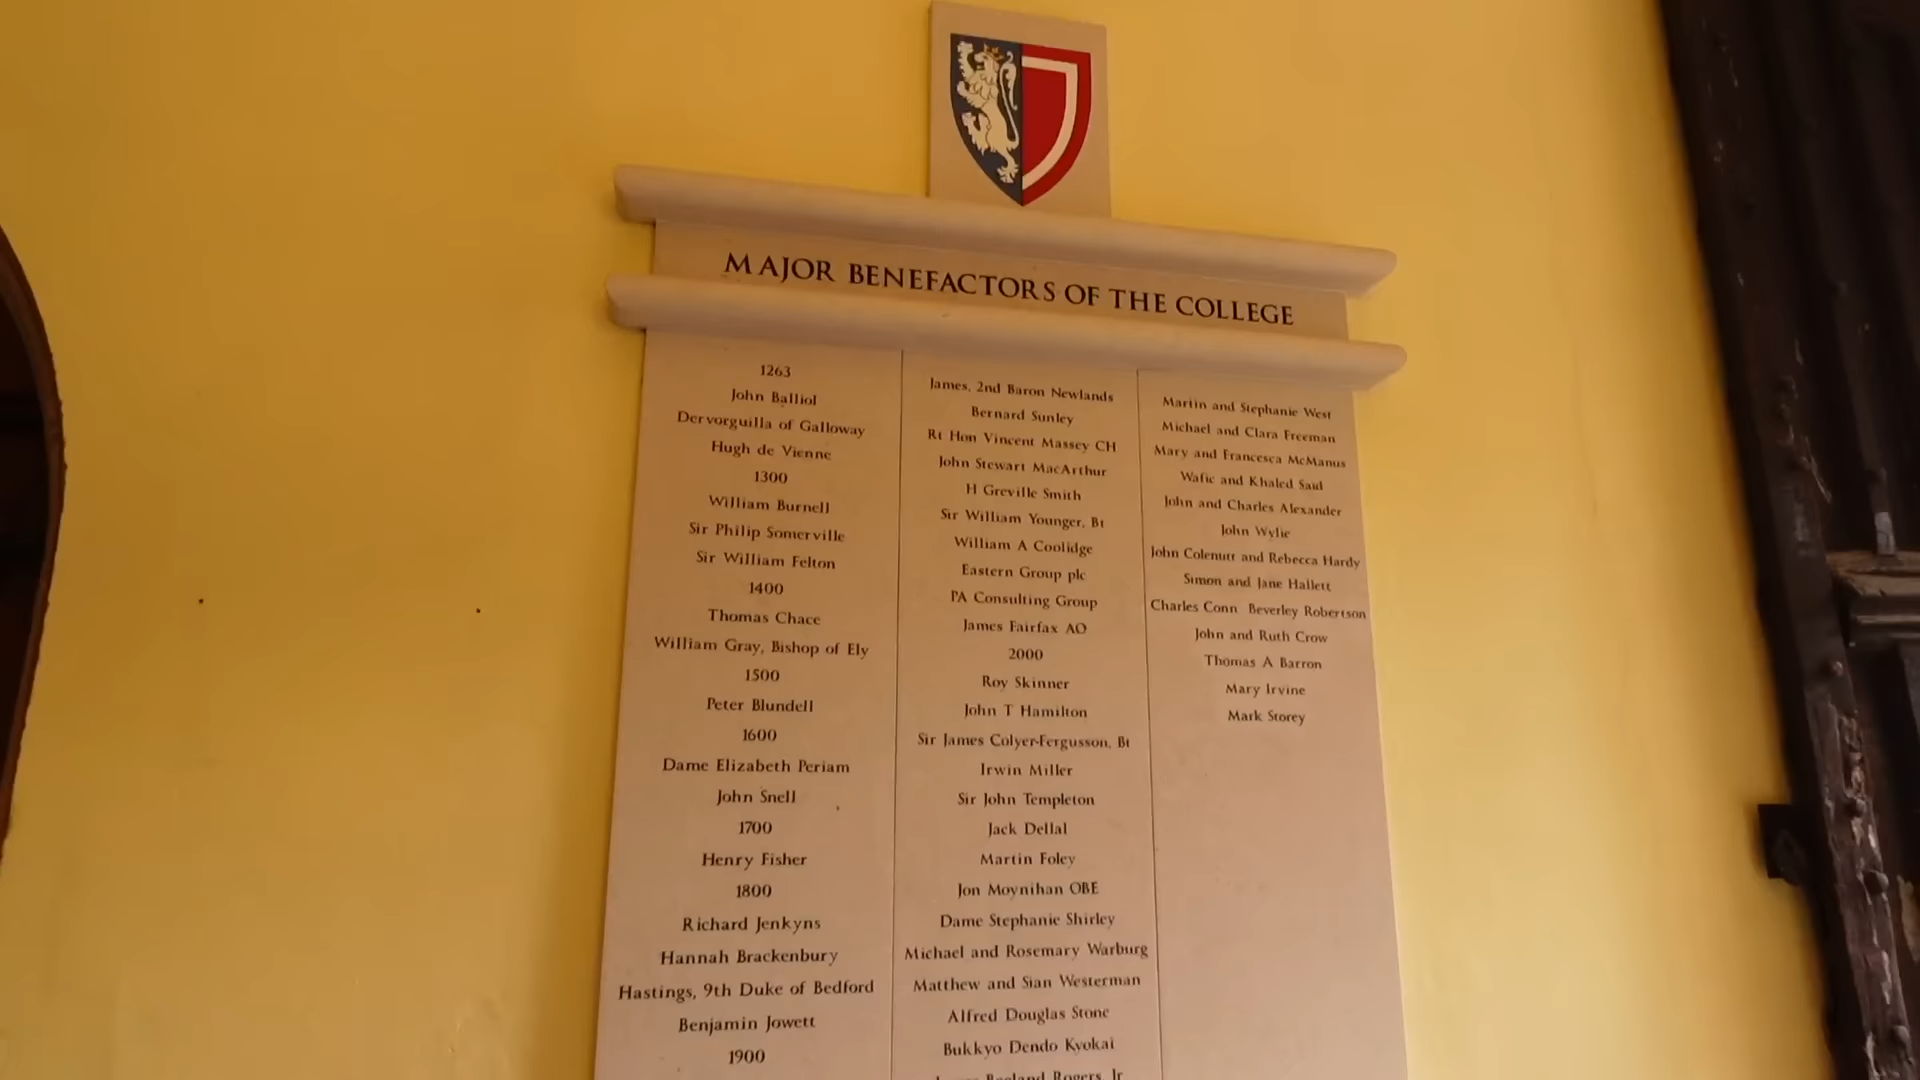 MAJOR BENEFACTORS OF THE COLLEGE
1263
John Balliol
Dervorguilla of Galloway
Hugh de Vienne
1300
William Burnell
Sir Philip Somerville
Sir William Felton
1400
Thomas Chace
William Gray, Bishop of Ely
1500
Peter Blundell
1600
Dame Elizabeth Periam
John Snell
1700
Henry Fisher
1800
Richard Jenkyns
Hannah Brackenbury
Hastings, 9th Duke of Bedford
Benjamin Jowett
1900
James, 2nd Baron Newlands
Bernard Sunley
Rt Hon Vincent Massey CH
John Stewart MacArthur
H Greville Smith
Sir William Younger, Bt
William A Coolidge
Eastern Group plc
PA Consulting Group
James Fairfax AO
2000
Roy Skinner
John T Hamilton
Sir James Colyer-Fergusson, Bt
Irwin Miller
Sir John Templeton
Jack Dellal
Martin Foley
Jon Moynihan OBE
Dame Stephanie Shirley
Michael and Rosemary Warburg
Matthew and Sian Westerman
Alfred Douglas Stone
Bukkyo Dendo Kyokai
Rogers, Jr
Martin and Stephanie West
Michael and Clara Freeman
Mary and Francesca McManus
Wafic and Khaled Said
John and Charles Alexander
John Wylie
John Colenutt and Rebecca Hardy
Simon and Jane Hallett
Charles Conn Beverley Robertson
John and Ruth Crow
Thomas A Barron
Mary Irvine
Mark Storey